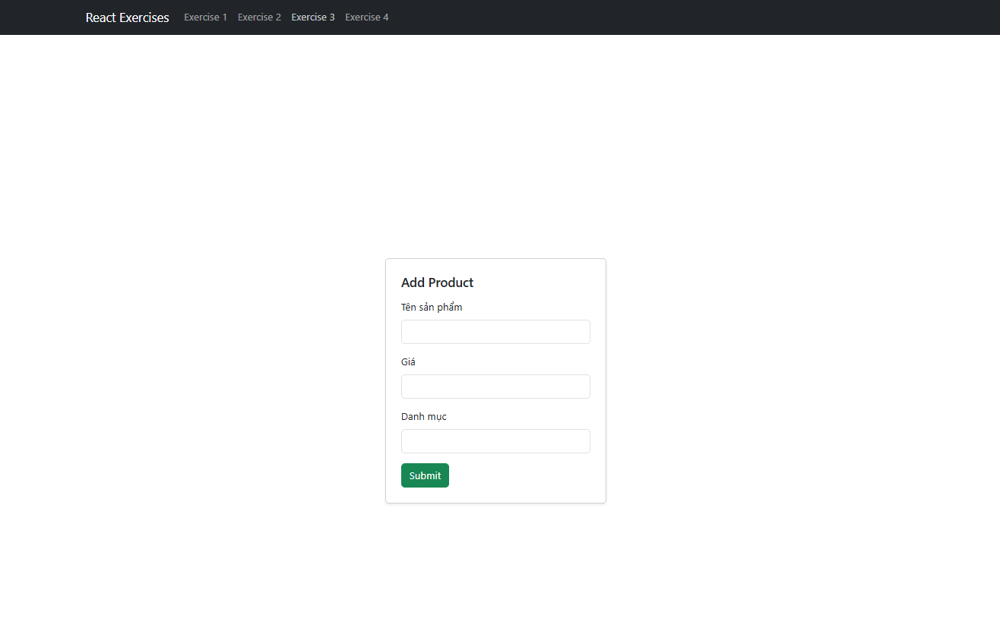 React Exercises Exercise 1 Exercise 2 Exercise 3 Exercise 4
Add Product
Tên sản phẩm
Giá
Danh mục
Submit